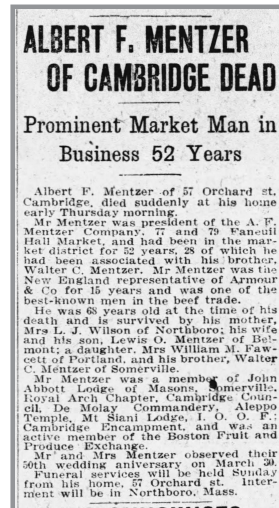 ALBERT F. MENTZER
OF CAMBRIDGE DEAD
Prominent Market Man in
Business 52 Years
Albert F. Mentzer of 57 Orchard st.
Cambridge, died suddenly at his home
early Thursday morning.
Mr Mentzer was president of the A. F.
Mentzer Company, 77 and 79 Faneuil
Hall Market, and had been in the mar-
ket district for 52 years, 28 of which he
had been associated with his brother,
Walter C. Mentzer. Mr Mentzer was the
New England representative of Armour
& Co for 15 years and was one of the
best-known men in the beef trade.
He was 68 years old at the time of his
death and is survived by his mother,
Mrs L. J. Wilson of Northboro; his wife
and his son, Lewis O. Mentzer of Bel-
mont; a daughter, Mrs William M. Faw-
cett of Portland, and his brother, Walter
C. Mentzer of Somerville.
Mr Mentzer was a member of John
Abbott Lodge of Masons, Somerville,
Royal Arch Chapter, Cambridge Coun-
cil, De Molay Commandery, Aleppo
Temple, Mt Siani Lodge, I. O. O. F.;
Cambridge Encampment, and was an
active member of the Boston Fruit and
Produce Exchange.
Mr and Mrs Mentzer observed their
50th wedding aniversary on March 30.
Funeral services will be held Sunday
from his home, 57 Orchard st. Inter-
ment will be in Northboro, Mass.